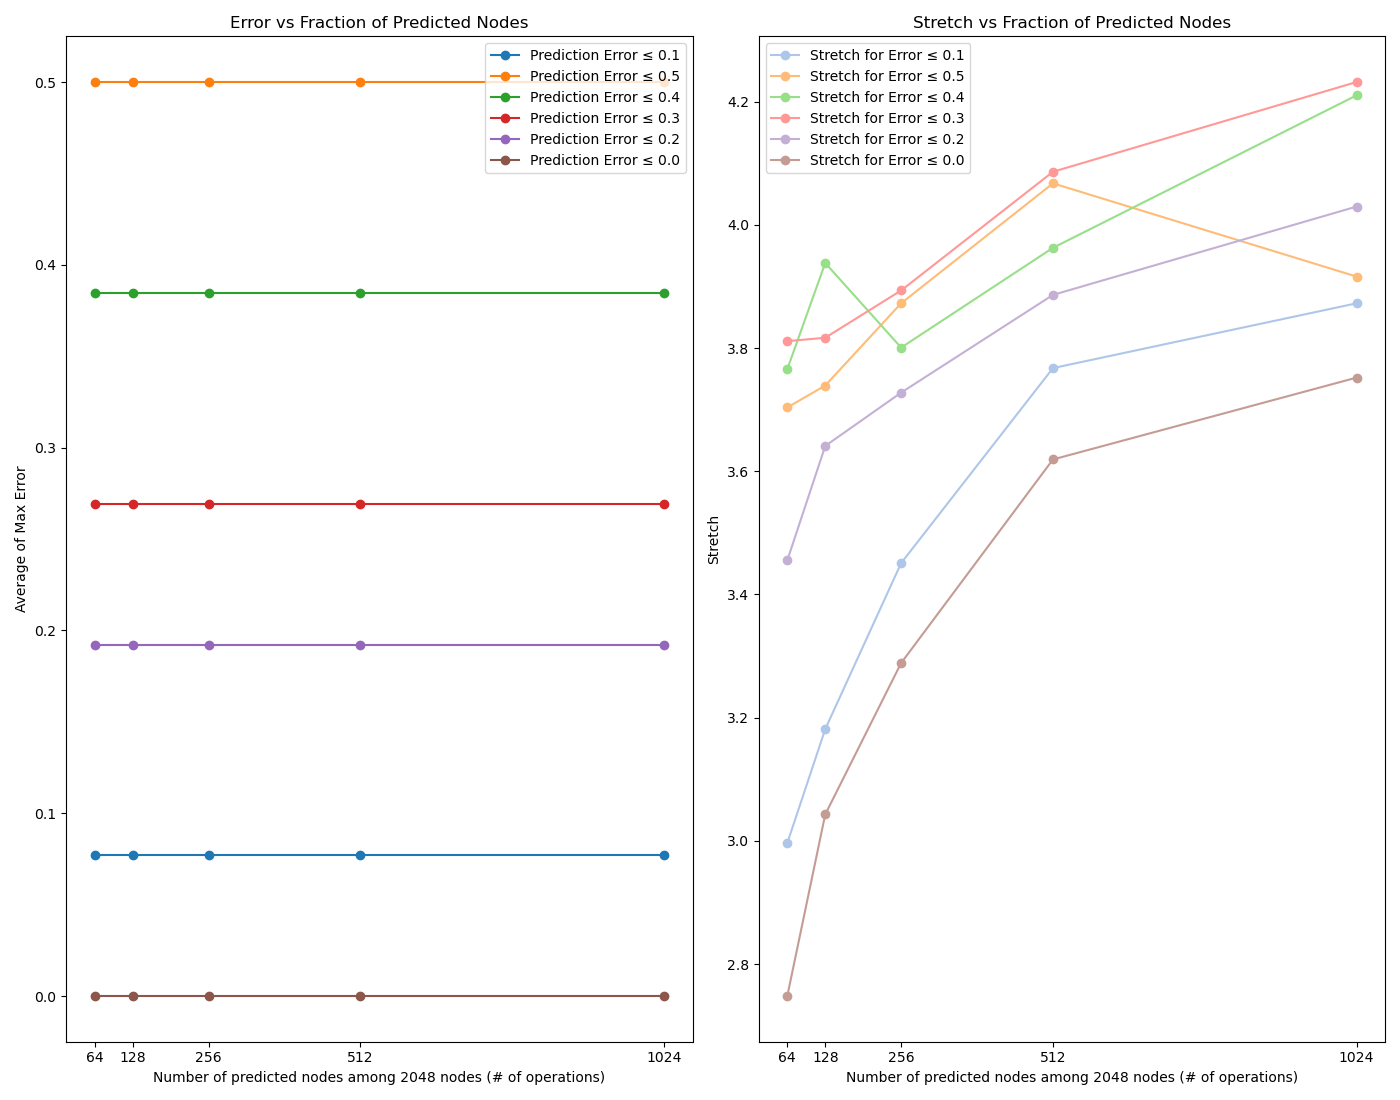 Error vs Fraction of Predicted Nodes
Prediction Error ≤ 0.1
Prediction Error ≤ 0.5
Prediction Error ≤ 0.4
Prediction Error ≤ 0.3
Prediction Error ≤ 0.2
Prediction Error ≤ 0.0
Average of Max Error
0.5
0.4
0.3
0.2
0.1
0.0
64 128 256 512 1024
Number of predicted nodes among 2048 nodes (# of operations)
Stretch vs Fraction of Predicted Nodes
Stretch for Error ≤ 0.1
Stretch for Error ≤ 0.5
Stretch for Error ≤ 0.4
Stretch for Error ≤ 0.3
Stretch for Error ≤ 0.2
Stretch for Error ≤ 0.0
Stretch
4.2
4.0
3.8
3.6
3.4
3.2
3.0
2.8
64 128 256 512 1024
Number of predicted nodes among 2048 nodes (# of operations)